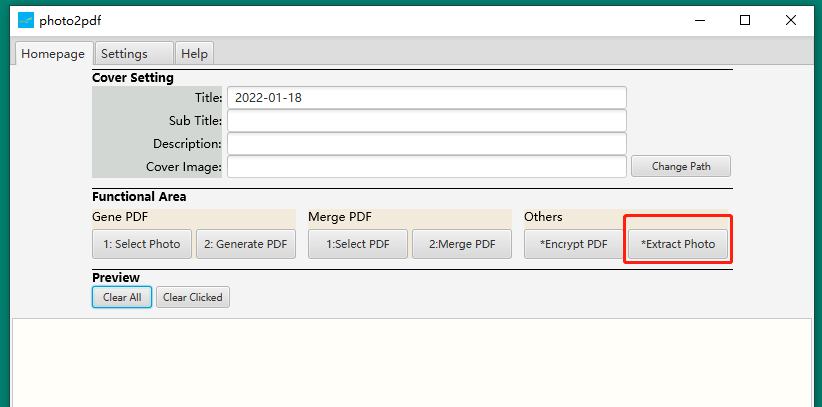 photo2pdf
Homepage Settings Help
Cover Setting
Title: 2022-01-18
Sub Title:
Description:
Cover Image: Change Path
Functional Area
Gene PDF Merge PDF Others
1: Select Photo 2: Generate PDF 1:Select PDF 2:Merge PDF *Encrypt PDF *Extract Photo
Preview
Clear All Clear Clicked